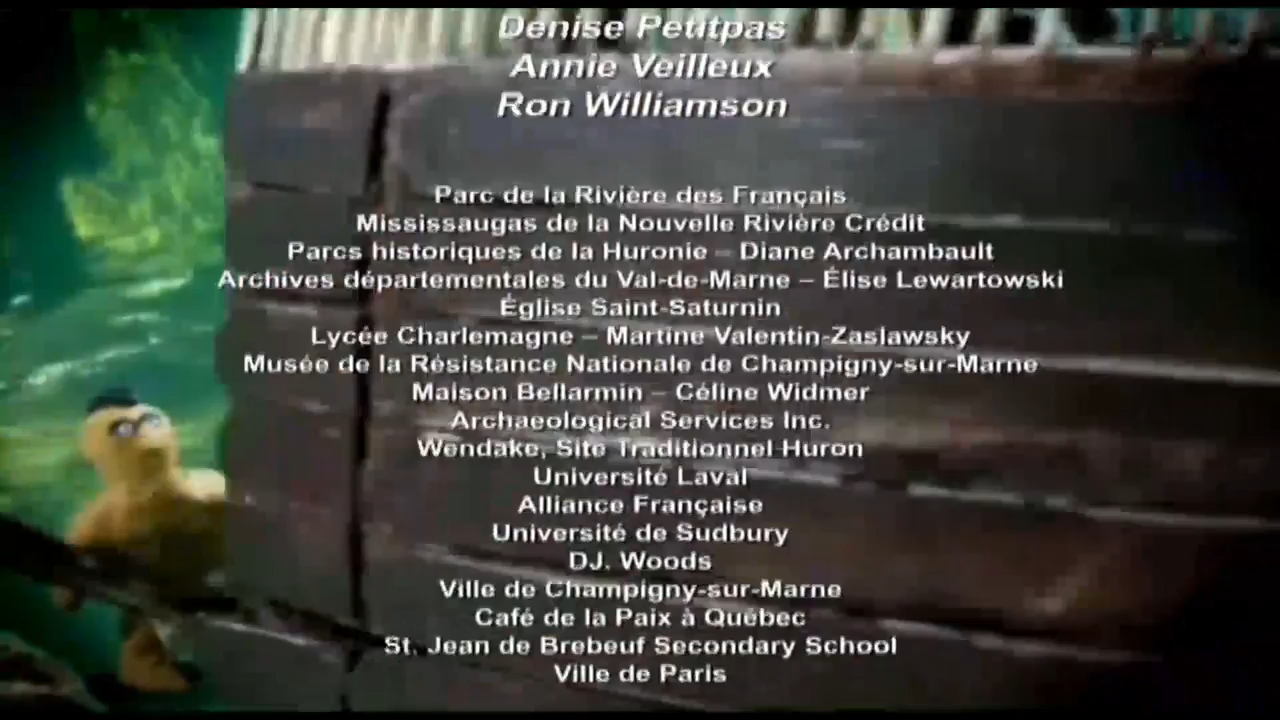 Denise Petitpas
Annie Veilleux
Ron Williamson
Parc de la Rivière des Français
Mississaugas de la Nouvelle Rivière Crédit
Parcs historiques de la Huronie – Diane Archambault
Archives départementales du Val-de-Marne – Élise Lewartowski
Église Saint-Saturnin
Lycée Charlemagne – Martine Valentin-Zaslawsky
Musée de la Résistance Nationale de Champigny-sur-Marne
Maison Bellarmin – Céline Widmer
Archaeological Services Inc.
Wendake, Site Traditionnel Huron
Université Laval
Alliance Française
Université de Sudbury
DJ. Woods
Ville de Champigny-sur-Marne
Café de la Paix à Québec
St. Jean de Brebeuf Secondary School
Ville de Paris